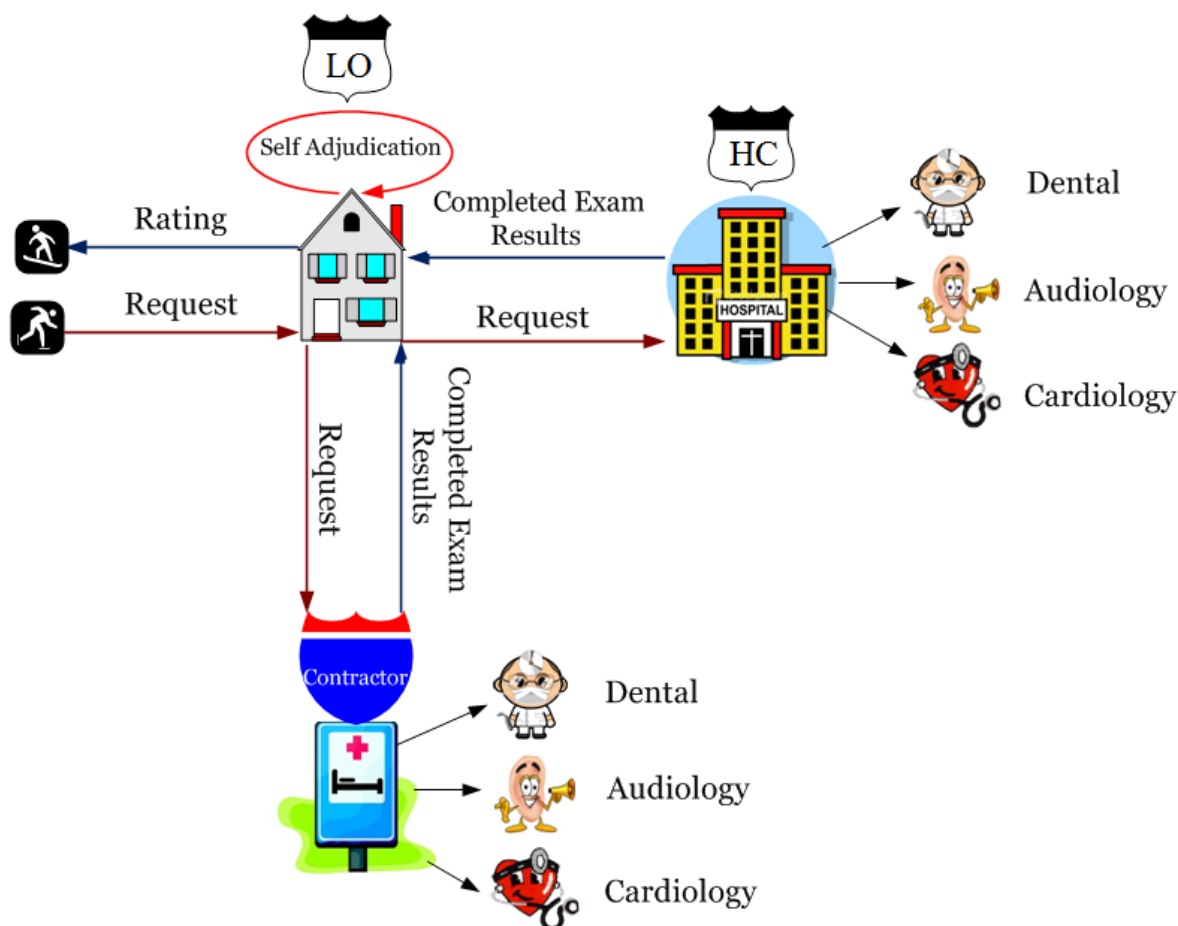 LO
Self Adjudication
HC
Dental
Rating
Completed Exam
Results
Audiology
Request
Request
HOSPITAL
Cardiology
Request
Completed Exam
Results
Contractor
Dental
Audiology
Cardiology